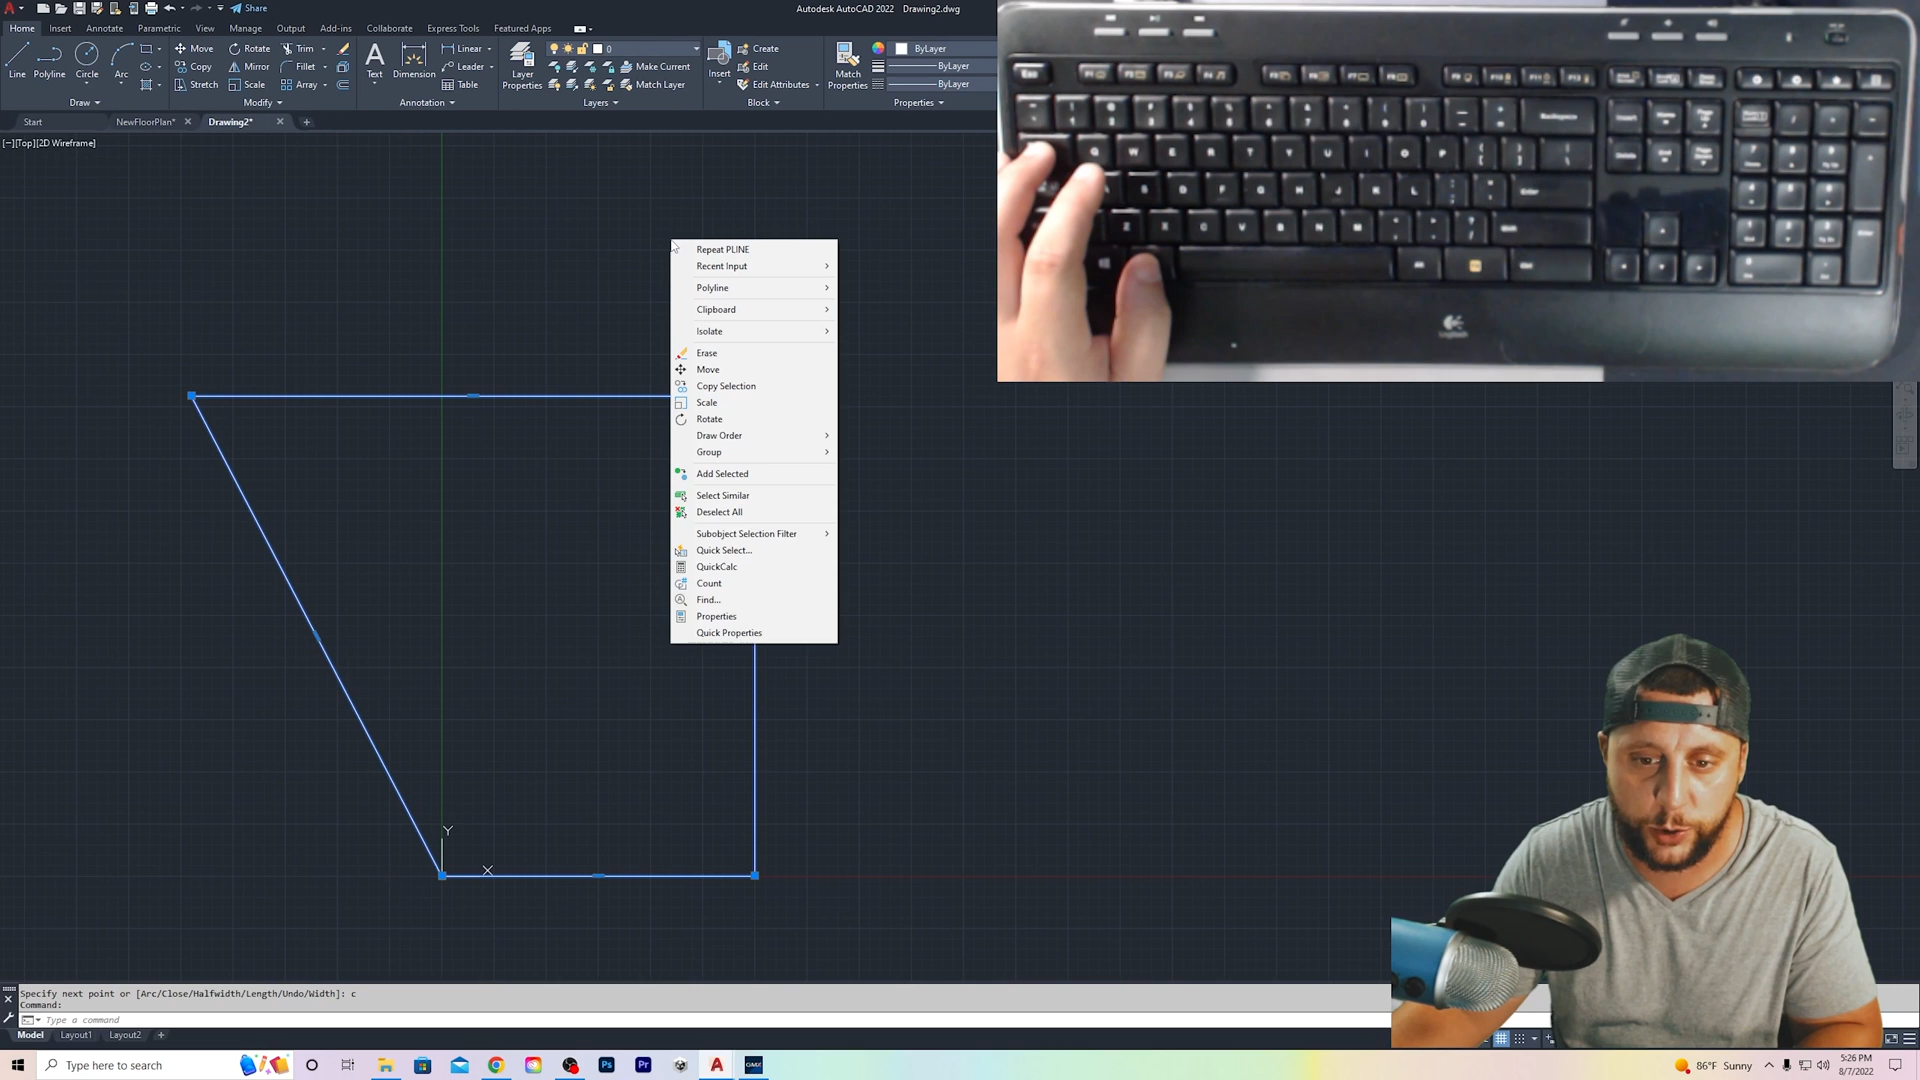 Share
Autodesk AutoCAD 2022 Drawing2.dwg
Home Insert Annotate Parametric View Manage Output Add-ins Collaborate Express Tools Featured Apps
Line Polyline Circle Arc
Move Rotate Trim
Copy Mirror Fillet
Stretch Scale Array
Text Dimension
Linear
Leader
Table
Layer Properties
0
Make Current
Match Layer
Insert
Create
Edit
Edit Attributes
Match Properties
ByLayer
ByLayer
ByLayer
Draw Modify Annotation Layers Block Properties
Start NewFloorPlan* Drawing2*
[−][Top][2D Wireframe]
Repeat PLINE
Recent Input
Polyline
Clipboard
Isolate
Erase
Move
Copy Selection
Scale
Rotate
Draw Order
Group
Add Selected
Select Similar
Deselect All
Subobject Selection Filter
Quick Select...
QuickCalc
Count
Find...
Properties
Quick Properties
Y
X
Specify next point or [Arc/Close/Halfwidth/Length/Undo/Width]: c
Command:
Type a command
Model Layout1 Layout2
Type here to search
86°F Sunny
5:26 PM
8/7/2022
Esc
Backspace
Q W E R T Y U I O P
D F G H J K L
Z X C V B N M
Logitech